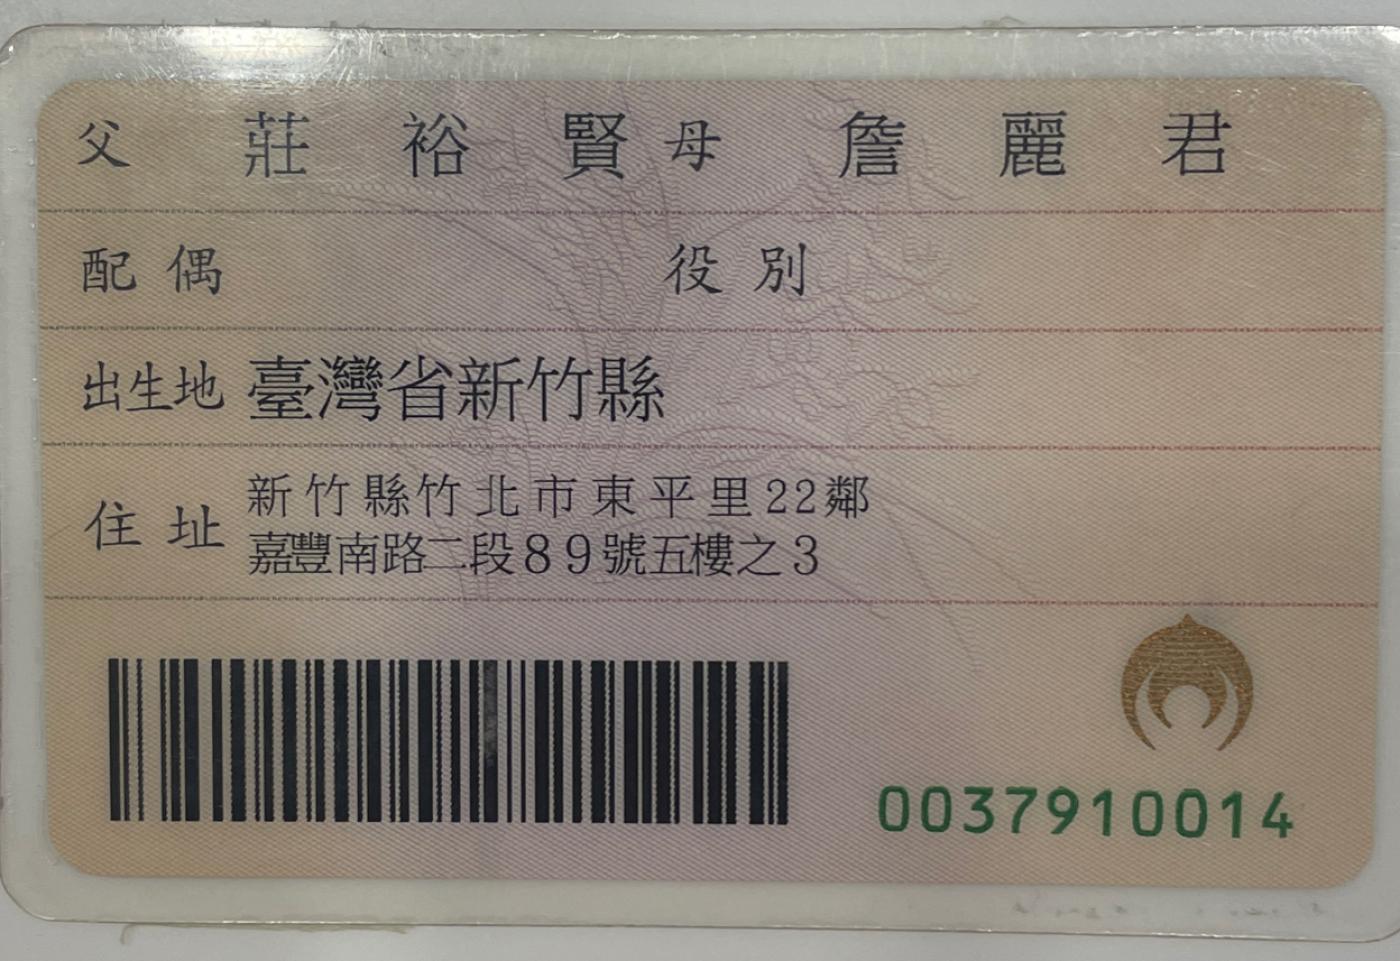 父 莊裕賢 母 詹麗君
配偶 役別
出生地 臺灣省新竹縣
住址 新竹縣竹北市東平里22鄰
嘉豐南路二段89號五樓之3
0037910014